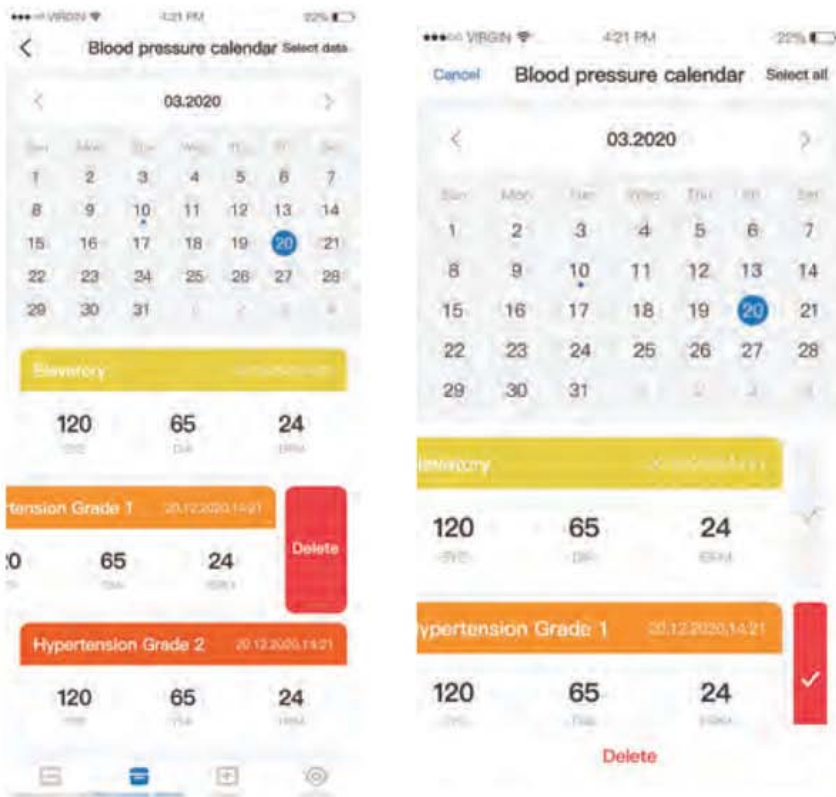 VIRGIN 4:21 PM 22%
Blood pressure calendar Select data
03.2020
1 2 3 4 5 6 7
8 9 10 11 12 13 14
15 16 17 18 19 20 21
22 23 24 25 26 27 28
29 30 31
120 65 24
tension Grade 1 20.12.2020,14:21
20 65 24
Delete
Hypertension Grade 2 20.12.2020,14:21
120 65 24
VIRGIN 4:21 PM 22%
Cancel Blood pressure calendar Select all
03.2020
Sun Mon Tue Wed Thu Fri Sat
1 2 3 4 5 6 7
8 9 10 11 12 13 14
15 16 17 18 19 20 21
22 23 24 25 26 27 28
29 30 31
120 65 24
SYS DIA
ypertension Grade 1 20.12.2020,14:21
120 65 24
Delete